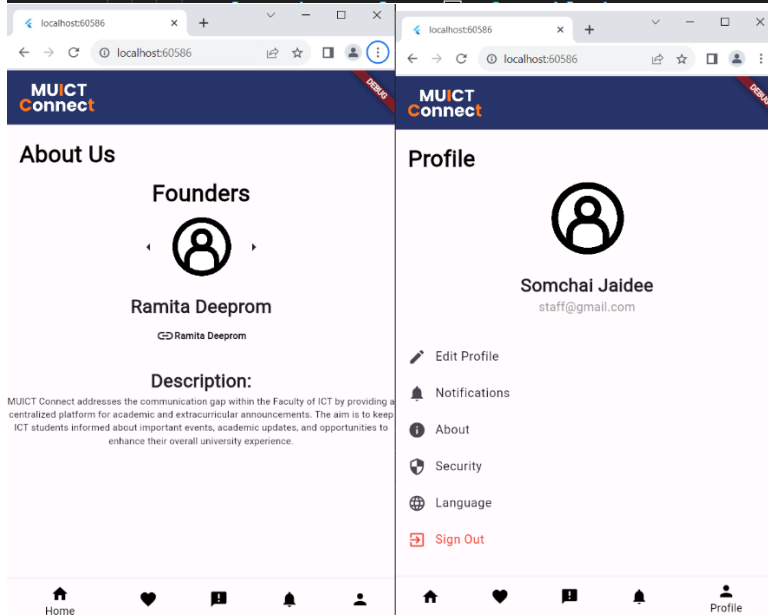 localhost:60586
localhost:60586
MUICT
Connect
DEBUG
About Us
Founders
Ramita Deeprom
Ramita Deeprom
Description:
MUICT Connect addresses the communication gap within the Faculty of ICT by providing a
centralized platform for academic and extracurricular announcements. The aim is to keep
ICT students informed about important events, academic updates, and opportunities to
enhance their overall university experience.
Home
localhost:60586
localhost:60586
MUICT
Connect
DEBUG
Profile
Somchai Jaidee
staff@gmail.com
Edit Profile
Notifications
About
Security
Language
Sign Out
Profile